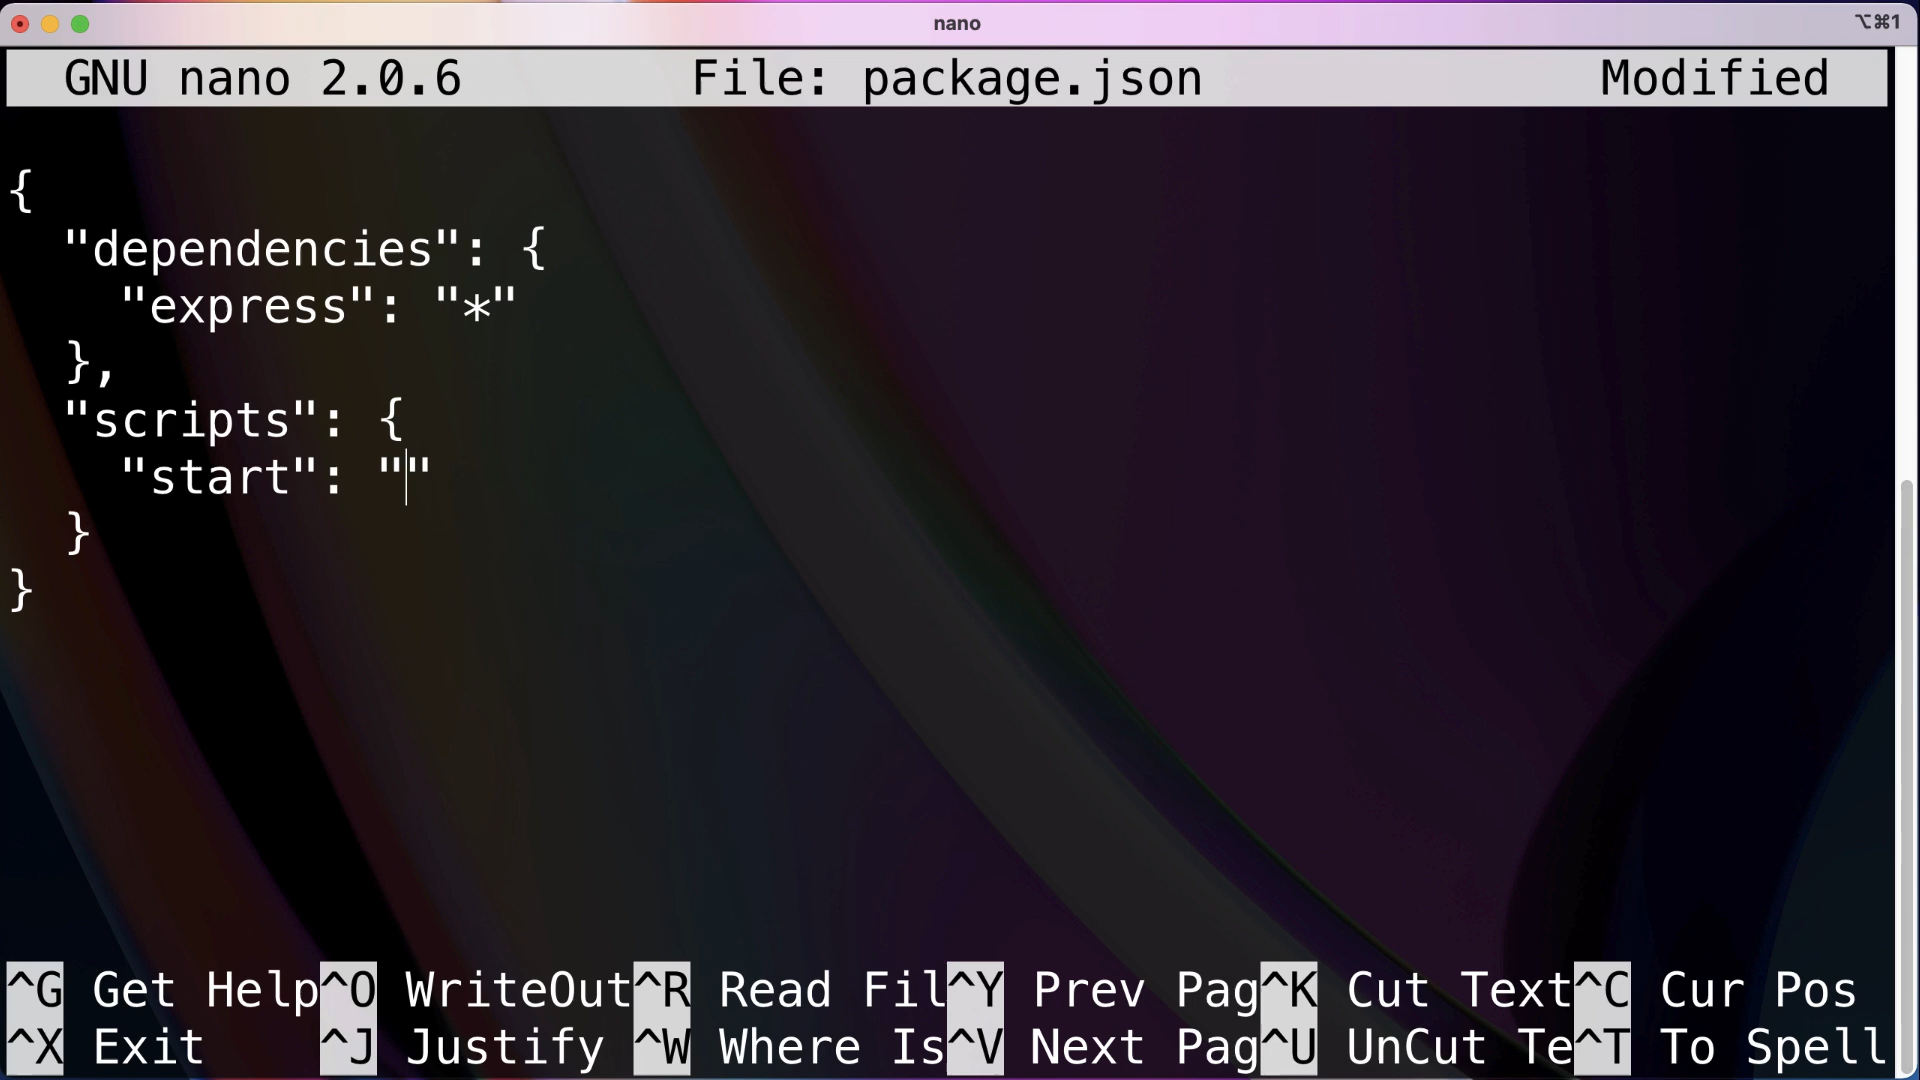 nano ⌥⌘1
GNU nano 2.0.6 File: package.json Modified
{
"dependencies": {
"express": "*"
},
"scripts": {
"start": ""
}
}
^G Get Help^O WriteOut^R Read Fil^Y Prev Pag^K Cut Text^C Cur Pos
^X Exit ^J Justify ^W Where Is^V Next Pag^U UnCut Te^T To Spell